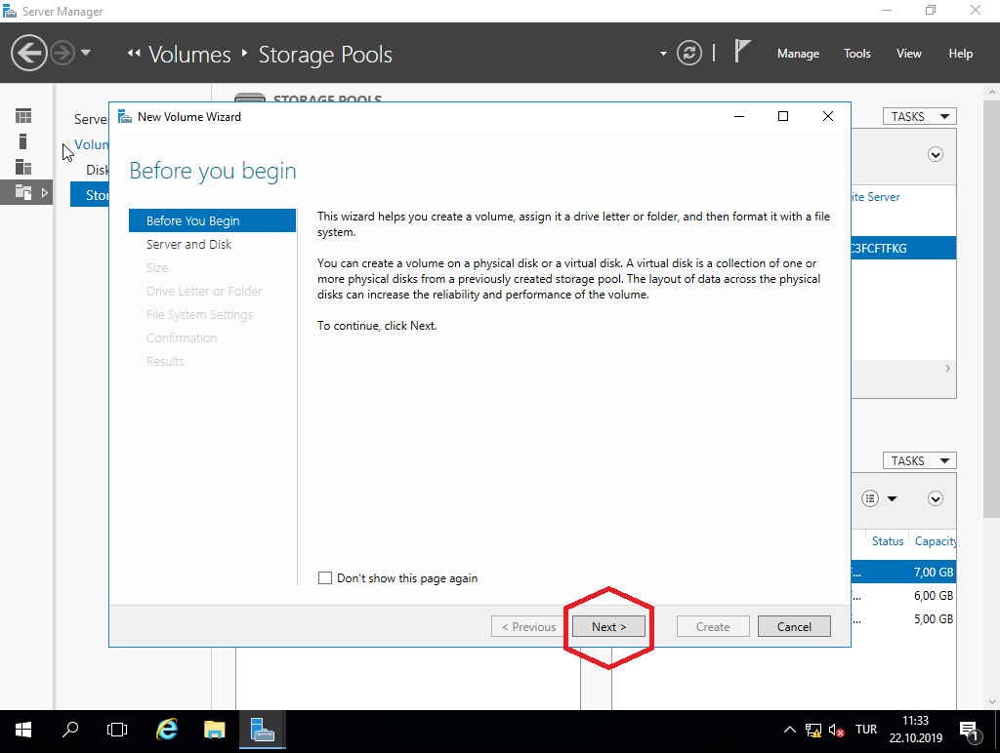 Server Manager
Volumes
Storage Pools
Manage
Tools
View
Help
STORAGE POOLS
TASKS
Serve
Volum
Disk
Stor
ite Server
C3FCFTFKG
New Volume Wizard
Before you begin
Before You Begin
Server and Disk
Size
Drive Letter or Folder
File System Settings
Confirmation
Results
This wizard helps you create a volume, assign it a drive letter or folder, and then format it with a file
system.
You can create a volume on a physical disk or a virtual disk. A virtual disk is a collection of one or
more physical disks from a previously created storage pool. The layout of data across the physical
disks can increase the reliability and performance of the volume.
To continue, click Next.
Don't show this page again
< Previous
Next >
Create
Cancel
TASKS
Status
Capacity
F...
7,00 GB
F...
6,00 GB
F...
5,00 GB
TUR
11:33
22.10.2019
1